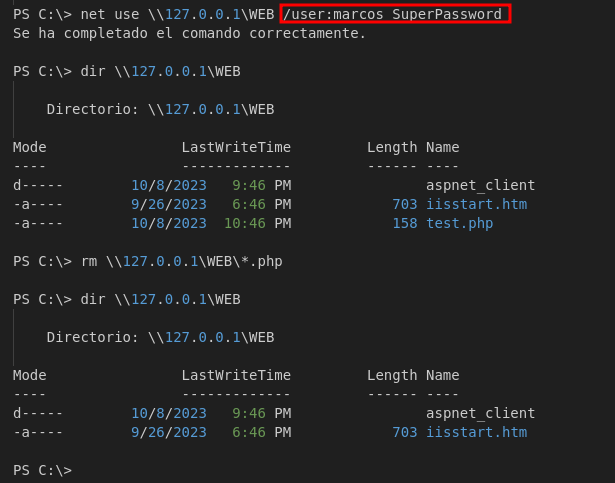 PS C:\> net use \\127.0.0.1\WEB /user:marcos SuperPassword
Se ha completado el comando correctamente.
PS C:\> dir \\127.0.0.1\WEB
Directorio: \\127.0.0.1\WEB
Mode LastWriteTime Length Name
---- ------------- ------ ----
d----- 10/8/2023 9:46 PM aspnet_client
-a---- 9/26/2023 6:46 PM 703 iisstart.htm
-a---- 10/8/2023 10:46 PM 158 test.php
PS C:\> rm \\127.0.0.1\WEB\*.php
PS C:\> dir \\127.0.0.1\WEB
Directorio: \\127.0.0.1\WEB
Mode LastWriteTime Length Name
---- ------------- ------ ----
d----- 10/8/2023 9:46 PM aspnet_client
-a---- 9/26/2023 6:46 PM 703 iisstart.htm
PS C:\>